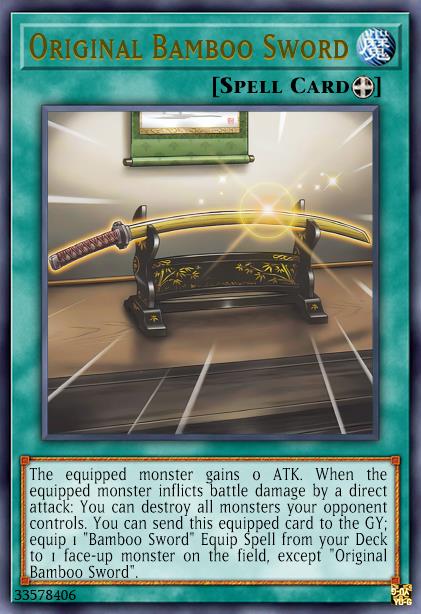 Original Bamboo Sword
[Spell Card]
The equipped monster gains 0 ATK. When the
equipped monster inflicts battle damage by a direct
attack: You can destroy all monsters your opponent
controls. You can send this equipped card to the GY;
equip 1 "Bamboo Sword" Equip Spell from your Deck
to 1 face-up monster on the field, except "Original
Bamboo Sword".
33578406